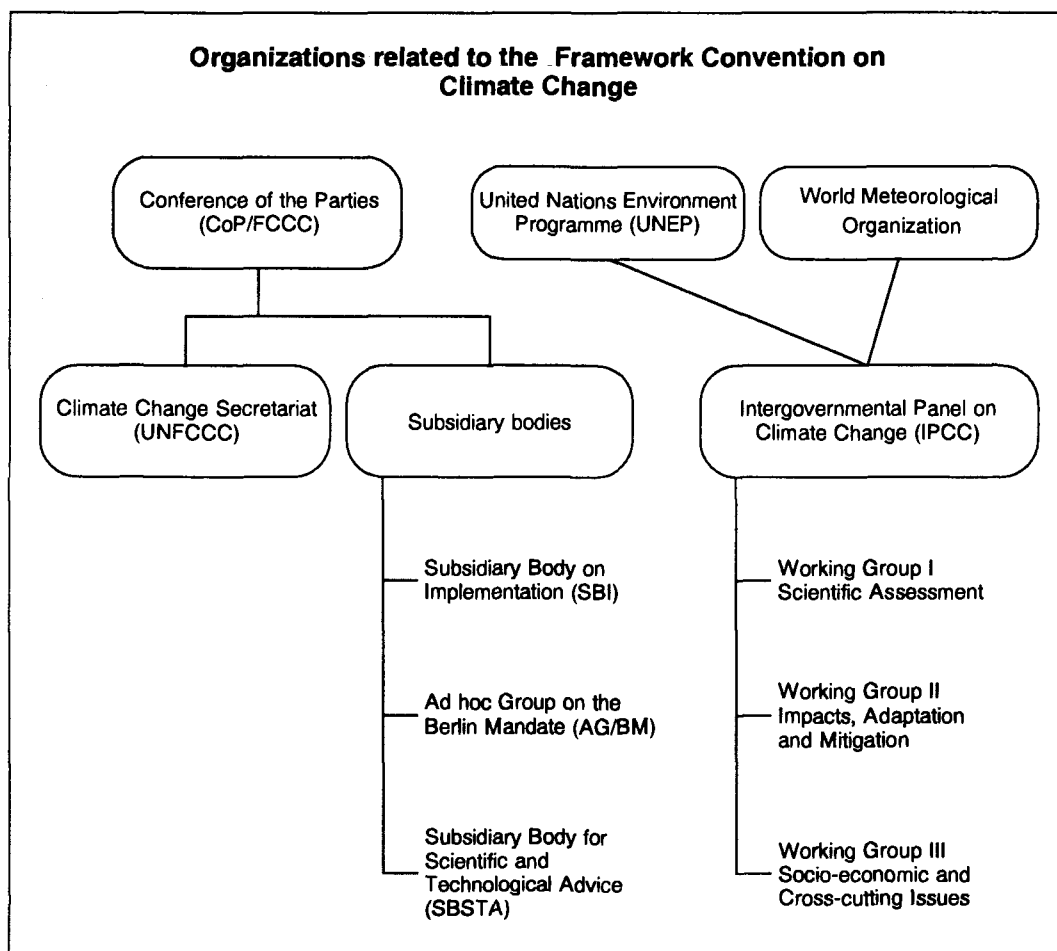 Organizations related to the Framework Convention on
Climate Change
Conference of the Parties
(CoP/FCCC)
United Nations Environment
Programme (UNEP)
World Meteorological
Organization
Climate Change Secretariat
(UNFCCC)
Subsidiary bodies
Intergovernmental Panel on
Climate Change (IPCC)
Subsidiary Body on
Implementation (SBI)
Ad hoc Group on the
Berlin Mandate (AG/BM)
Subsidiary Body for
Scientific and
Technological Advice
(SBSTA)
Working Group I
Scientific Assessment
Working Group II
Impacts, Adaptation
and Mitigation
Working Group III
Socio-economic and
Cross-cutting Issues